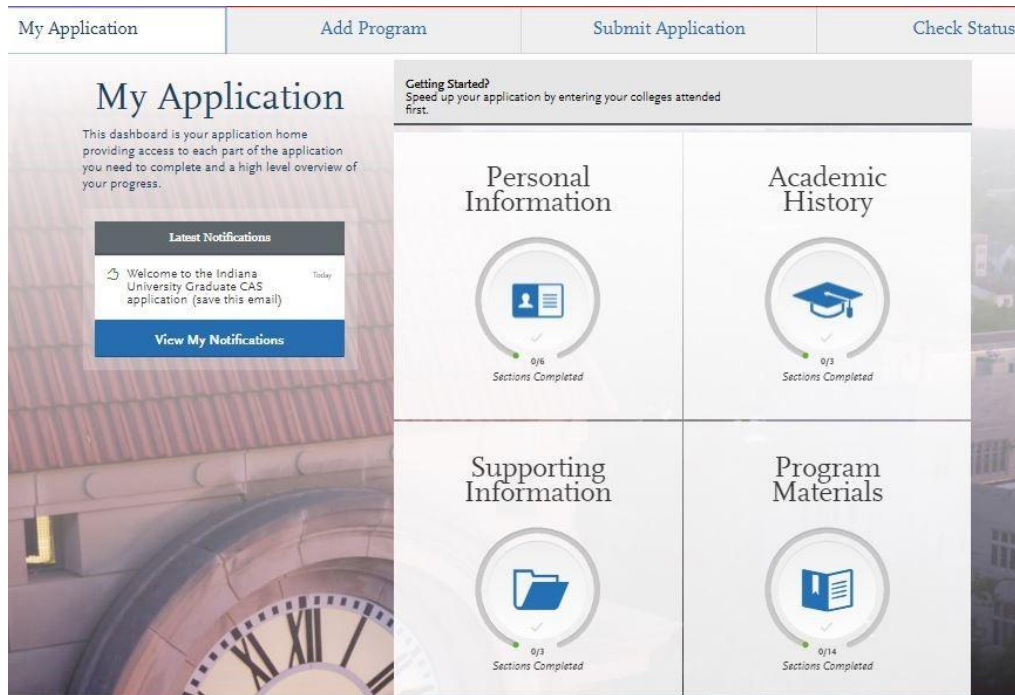 My Application
Add Program
Submit Application
Check Status
My Application
This dashboard is your application home
providing access to each part of the application
you need to complete and a high level overview of
your progress.
Latest Notifications
Welcome to the Indiana
University Graduate CAS
application (save this email)
Today
View My Notifications
Getting Started?
Speed up your application by entering your colleges attended
first.
Personal
Information
0/6
Sections Completed
Academic
History
0/3
Sections Completed
Supporting
Information
0/3
Sections Completed
Program
Materials
0/14
Sections Completed
XI XII I